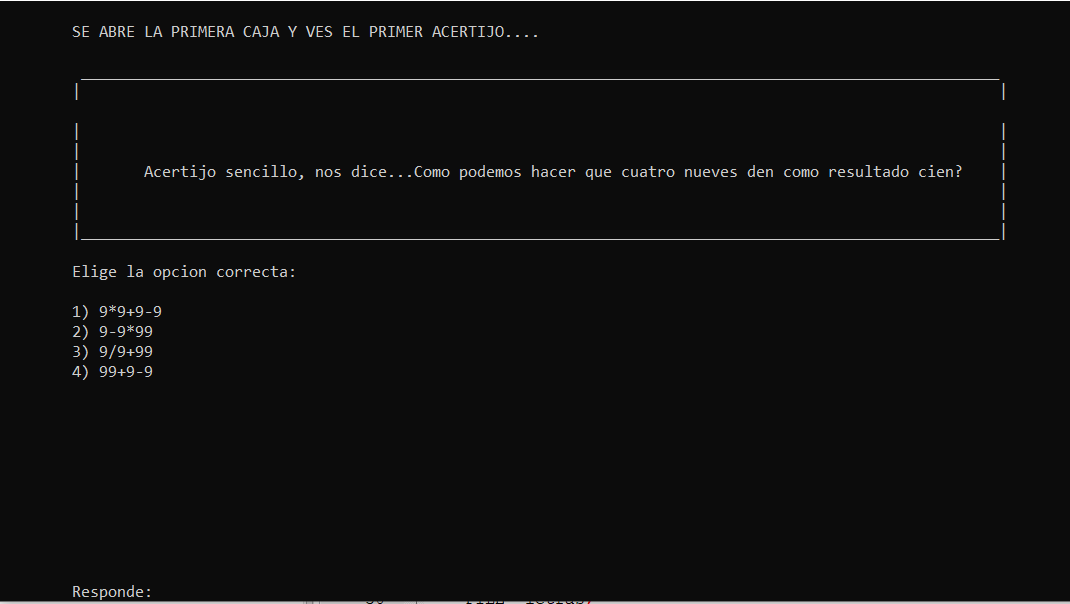 SE ABRE LA PRIMERA CAJA Y VES EL PRIMER ACERTIJO....
Acertijo sencillo, nos dice...Como podemos hacer que cuatro nueves den como resultado cien?
Elige la opcion correcta:
1) 9*9+9-9
2) 9-9*99
3) 9/9+99
4) 99+9-9
Responde: